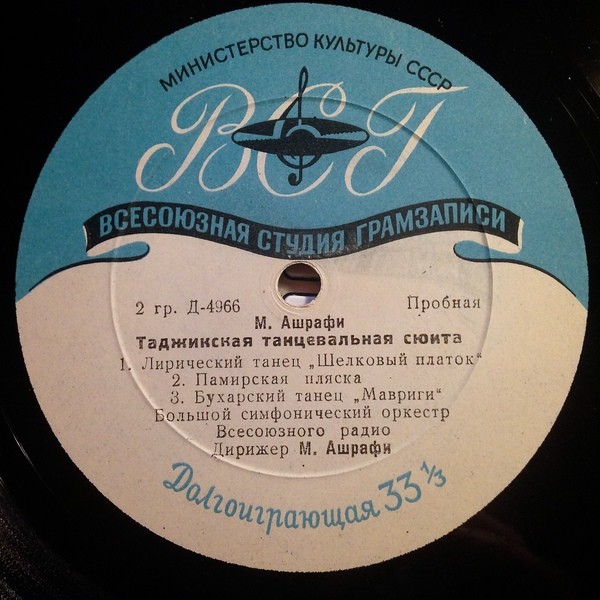 МИНИСТЕРСТВО КУЛЬТУРЫ СССР
ВСГ
ВСЕСОЮЗНАЯ СТУДИЯ ГРАМЗАПИСИ
2 гр. Д-4966 Пробная
М. Ашрафи
Таджикская танцевальная сюита
1. Лирический танец „Шелковый платок“
2. Памирская пляска
3. Бухарский танец „Мавриги“
Большой симфонический оркестр
Всесоюзного радио
Дирижер М. Ашрафи
Долгоиграющая 33 1/3